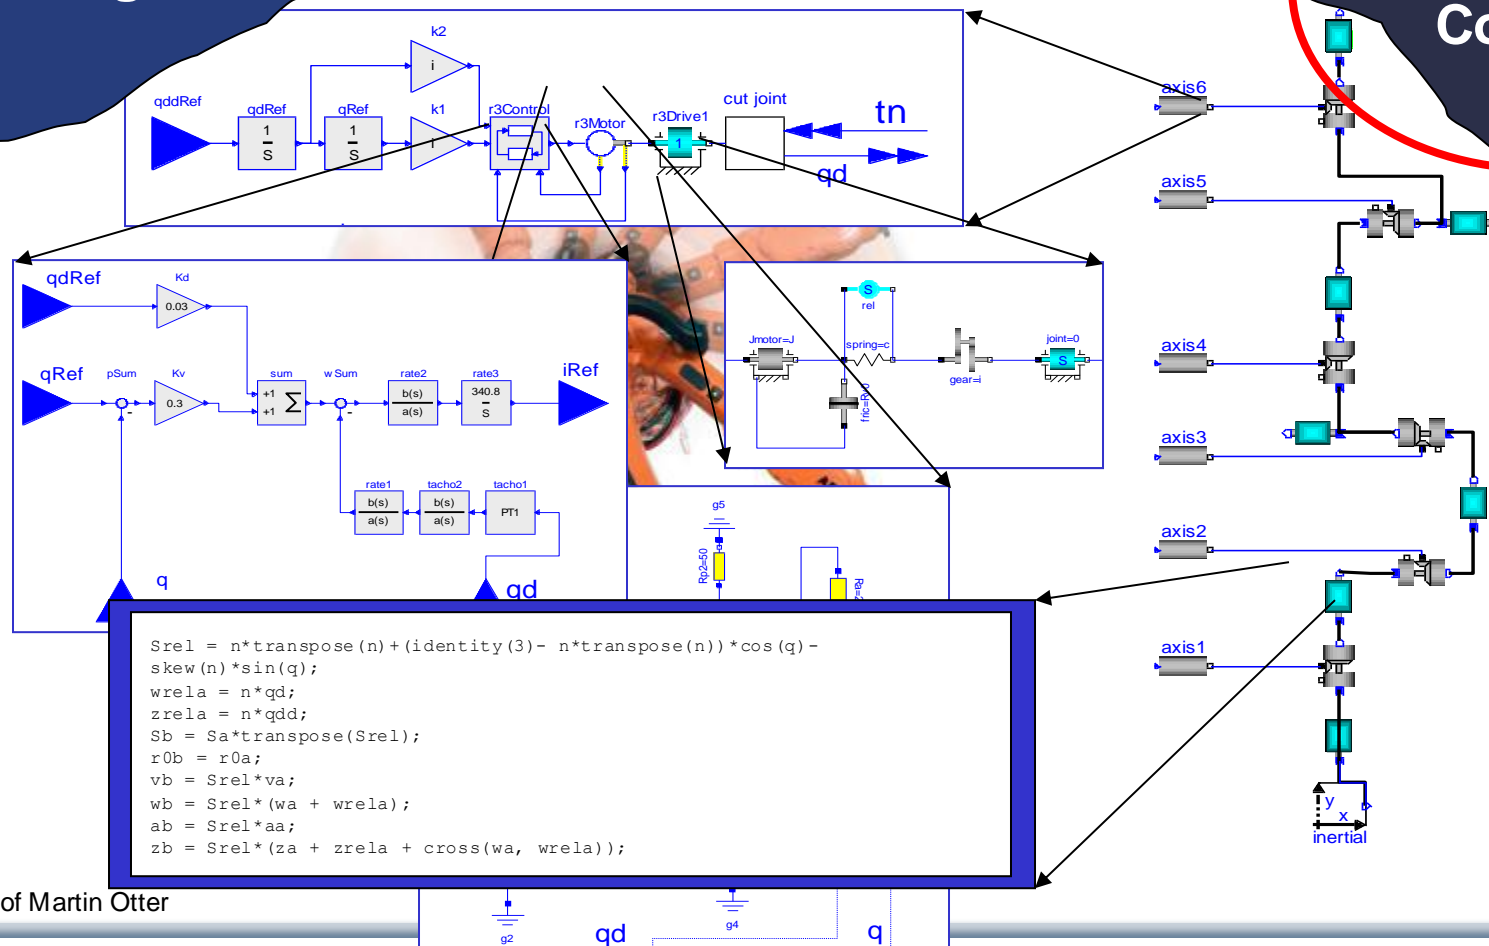 Co
k2
i
qddRef
qdRef
1
S
qRef
1
S
k1
i
r3Control
r3Motor
r3Drive1
1
cut joint
tn
qd
axis6
axis5
axis4
axis3
axis2
axis1
y
x
inertial
qdRef
Kd
0.03
qRef
pSum
-
Kv
0.3
sum
+1
+1
Σ
wSum
-
rate2
b(s)
a(s)
rate3
340.8
S
iRef
rate1
b(s)
a(s)
tacho2
b(s)
a(s)
tacho1
PT1
q
qd
S
rel
Jmotor=J
spring=c
gear=i
joint=0
S
g5
Rp2=50
Srel = n*transpose(n)+(identity(3)- n*transpose(n))*cos(q)-
skew(n)*sin(q);
wrela = n*qd;
zrela = n*qdd;
Sb = Sa*transpose(Srel);
r0b = r0a;
vb = Srel*va;
wb = Srel*(wa + wrela);
ab = Srel*aa;
zb = Srel*(za + zrela + cross(wa, wrela));
of Martin Otter
g2
qd
g4
q